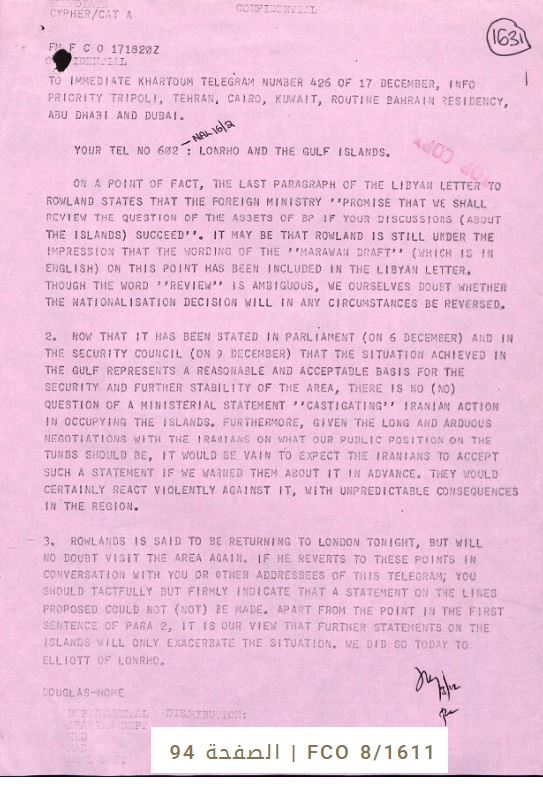 CYPHER/CAT A
CONFIDENTIAL
1631
FM F C O 171820Z
CONFIDENTIAL
TO IMMEDIATE KHARTOUM TELEGRAM NUMBER 426 OF 17 DECEMBER, INFO
PRIORITY TRIPOLI, TEHRAN, CAIRO, KUWAIT, ROUTINE BAHRAIN RESIDENCY,
ABU DHABI AND DUBAI.
TOP COPY
YOUR TEL NO 602 : LONRHO AND THE GULF ISLANDS.
ON A POINT OF FACT, THE LAST PARAGRAPH OF THE LIBYAN LETTER TO
ROWLAND STATES THAT THE FOREIGN MINISTRY ''PROMISE THAT WE SHALL
REVIEW THE QUESTION OF THE ASSETS OF BP IF YOUR DISCUSSIONS (ABOUT
THE ISLANDS) SUCCEED''. IT MAY BE THAT ROWLAND IS STILL UNDER THE
IMPRESSION THAT THE WORDING OF THE ''MARAWAN DRAFT'' (WHICH IS IN
ENGLISH) ON THIS POINT HAS BEEN INCLUDED IN THE LIBYAN LETTER.
THOUGH THE WORD ''REVIEW'' IS AMBIGUOUS, WE OURSELVES DOUBT WHETHER
THE NATIONALISATION DECISION WILL IN ANY CIRCUMSTANCES BE REVERSED.
2. NOW THAT IT HAS BEEN STATED IN PARLIAMENT (ON 6 DECEMBER) AND IN
THE SECURITY COUNCIL (ON 9 DECEMBER) THAT THE SITUATION ACHIEVED IN
THE GULF REPRESENTS A REASONABLE AND ACCEPTABLE BASIS FOR THE
SECURITY AND FURTHER STABILITY OF THE AREA, THERE IS NO (NO)
QUESTION OF A MINISTERIAL STATEMENT ''CASTIGATING'' IRANIAN ACTION
IN OCCUPYING THE ISLANDS. FURTHERMORE, GIVEN THE LONG AND ARDUOUS
NEGOTIATIONS WITH THE IRANIANS ON WHAT OUR PUBLIC POSITION ON THE
TUNBS SHOULD BE, IT WOULD BE VAIN TO EXPECT THE IRANIANS TO ACCEPT
SUCH A STATEMENT IF WE WARNED THEM ABOUT IT IN ADVANCE. THEY WOULD
CERTAINLY REACT VIOLENTLY AGAINST IT, WITH UNPREDICTABLE CONSEQUENCES
IN THE REGION.
3. ROWLANDS IS SAID TO BE RETURNING TO LONDON TONIGHT, BUT WILL
NO DOUBT VISIT THE AREA AGAIN. IF HE REVERTS TO THESE POINTS IN
CONVERSATION WITH YOU OR OTHER ADDRESSEES OF THIS TELEGRAM; YOU
SHOULD TACTFULLY BUT FIRMLY INDICATE THAT A STATEMENT ON THE LINES
PROPOSED COULD NOT (NOT) BE MADE. APART FROM THE POINT IN THE FIRST
SENTENCE OF PARA 2, IT IS OUR VIEW THAT FURTHER STATEMENTS ON THE
ISLANDS WILL ONLY EXACERBATE THE SITUATION. WE DID SO TODAY TO
ELLIOTT OF LONRHO.
DOUGLAS-HOME
DEPARTMENTAL DISTRIBUTION:
ARABIAN DEPT
FCO 8/1611 | الصفحة 94